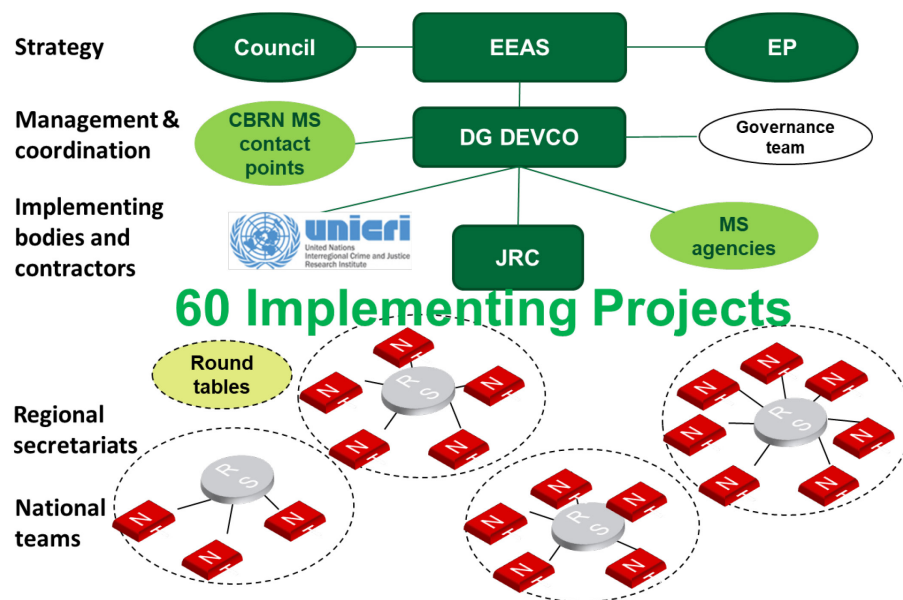 Strategy
Council
EEAS
EP
Management &
coordination
CBRN MS
contact
points
DG DEVCO
Governance
team
Implementing
bodies and
contractors
unicri
United Nations
Interregional Crime and Justice
Research Institute
JRC
MS
agencies
60 Implementing Projects
Round
tables
N
N
N
N
N
R
S
N
N
N
N
N
N
N
R
S
Regional
secretariats
R
S
N
N
N
National
teams
N
N
N
N
N
R
S